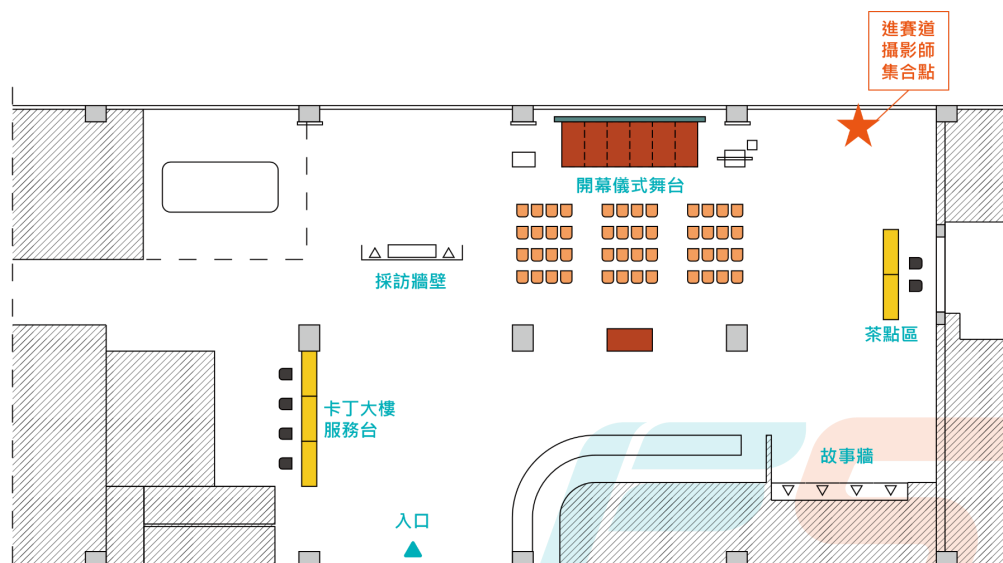 進賽道
攝影師
集合點
開幕儀式舞台
採訪牆壁
茶點區
卡丁大樓
服務台
故事牆
入口